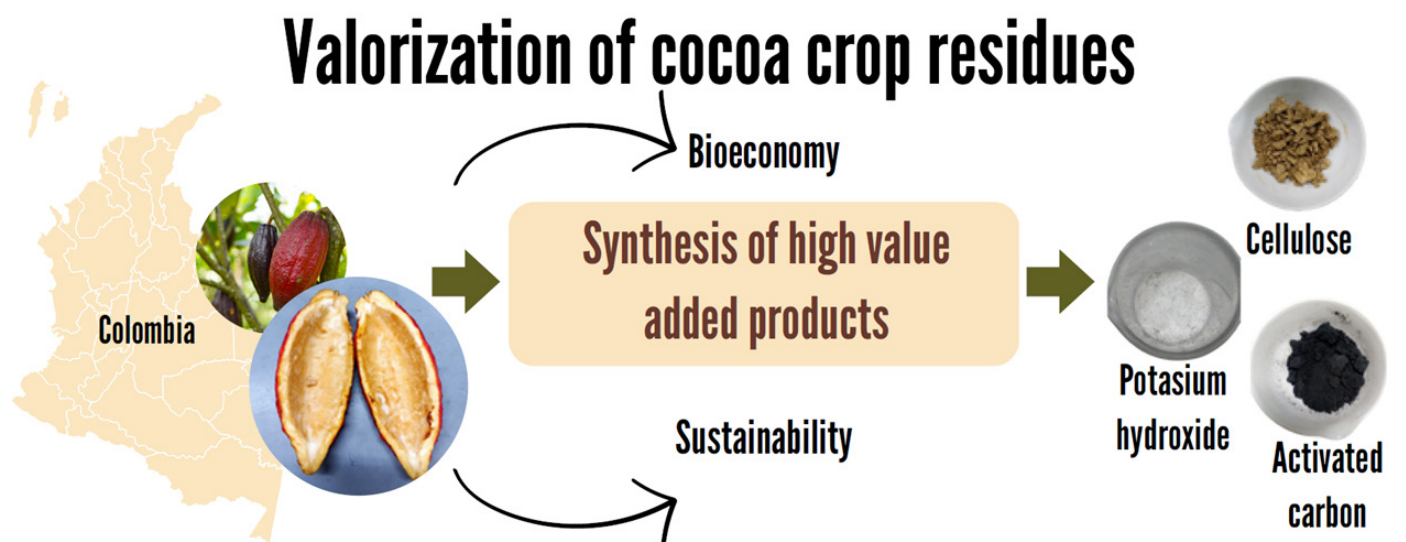 Valorization of cocoa crop residues
Bioeconomy
Synthesis of high value
added products
Colombia
Sustainability
Cellulose
Potasium
hydroxide
Activated
carbon